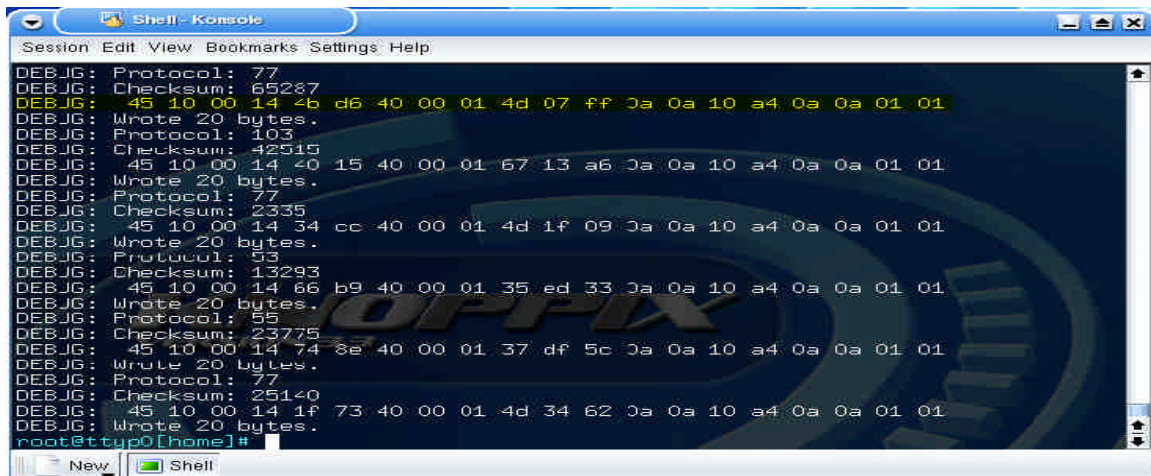 Shell - Konsole
Session Edit View Bookmarks Settings Help
DEBUG: Protocol: 77
DEBUG: Checksum: 65287
DEBUG: 45 10 00 14 4b d6 40 00 01 4d 07 ff 0a 0a 10 a4 0a 0a 01 01
DEBUG: Wrote 20 bytes.
DEBUG: Protocol: 103
DEBUG: Checksum: 42515
DEBUG: 45 10 00 14 40 15 40 00 01 67 13 a6 0a 0a 10 a4 0a 0a 01 01
DEBUG: Wrote 20 bytes.
DEBUG: Protocol: 77
DEBUG: Checksum: 2335
DEBUG: 45 10 00 14 34 cc 40 00 01 4d 1f 09 0a 0a 10 a4 0a 0a 01 01
DEBUG: Wrote 20 bytes.
DEBUG: Protocol: 53
DEBUG: Checksum: 13293
DEBUG: 45 10 00 14 66 b9 40 00 01 35 ed 33 0a 0a 10 a4 0a 0a 01 01
DEBUG: Wrote 20 bytes.
DEBUG: Protocol: 55
DEBUG: Checksum: 23775
DEBUG: 45 10 00 14 74 8e 40 00 01 37 df 5c 0a 0a 10 a4 0a 0a 01 01
DEBUG: Wrote 20 bytes.
DEBUG: Protocol: 77
DEBUG: Checksum: 25140
DEBUG: 45 10 00 14 1f 73 40 00 01 4d 34 62 0a 0a 10 a4 0a 0a 01 01
DEBUG: Wrote 20 bytes.
root@ttyp0[home]#
KNOPPIX
New Shell